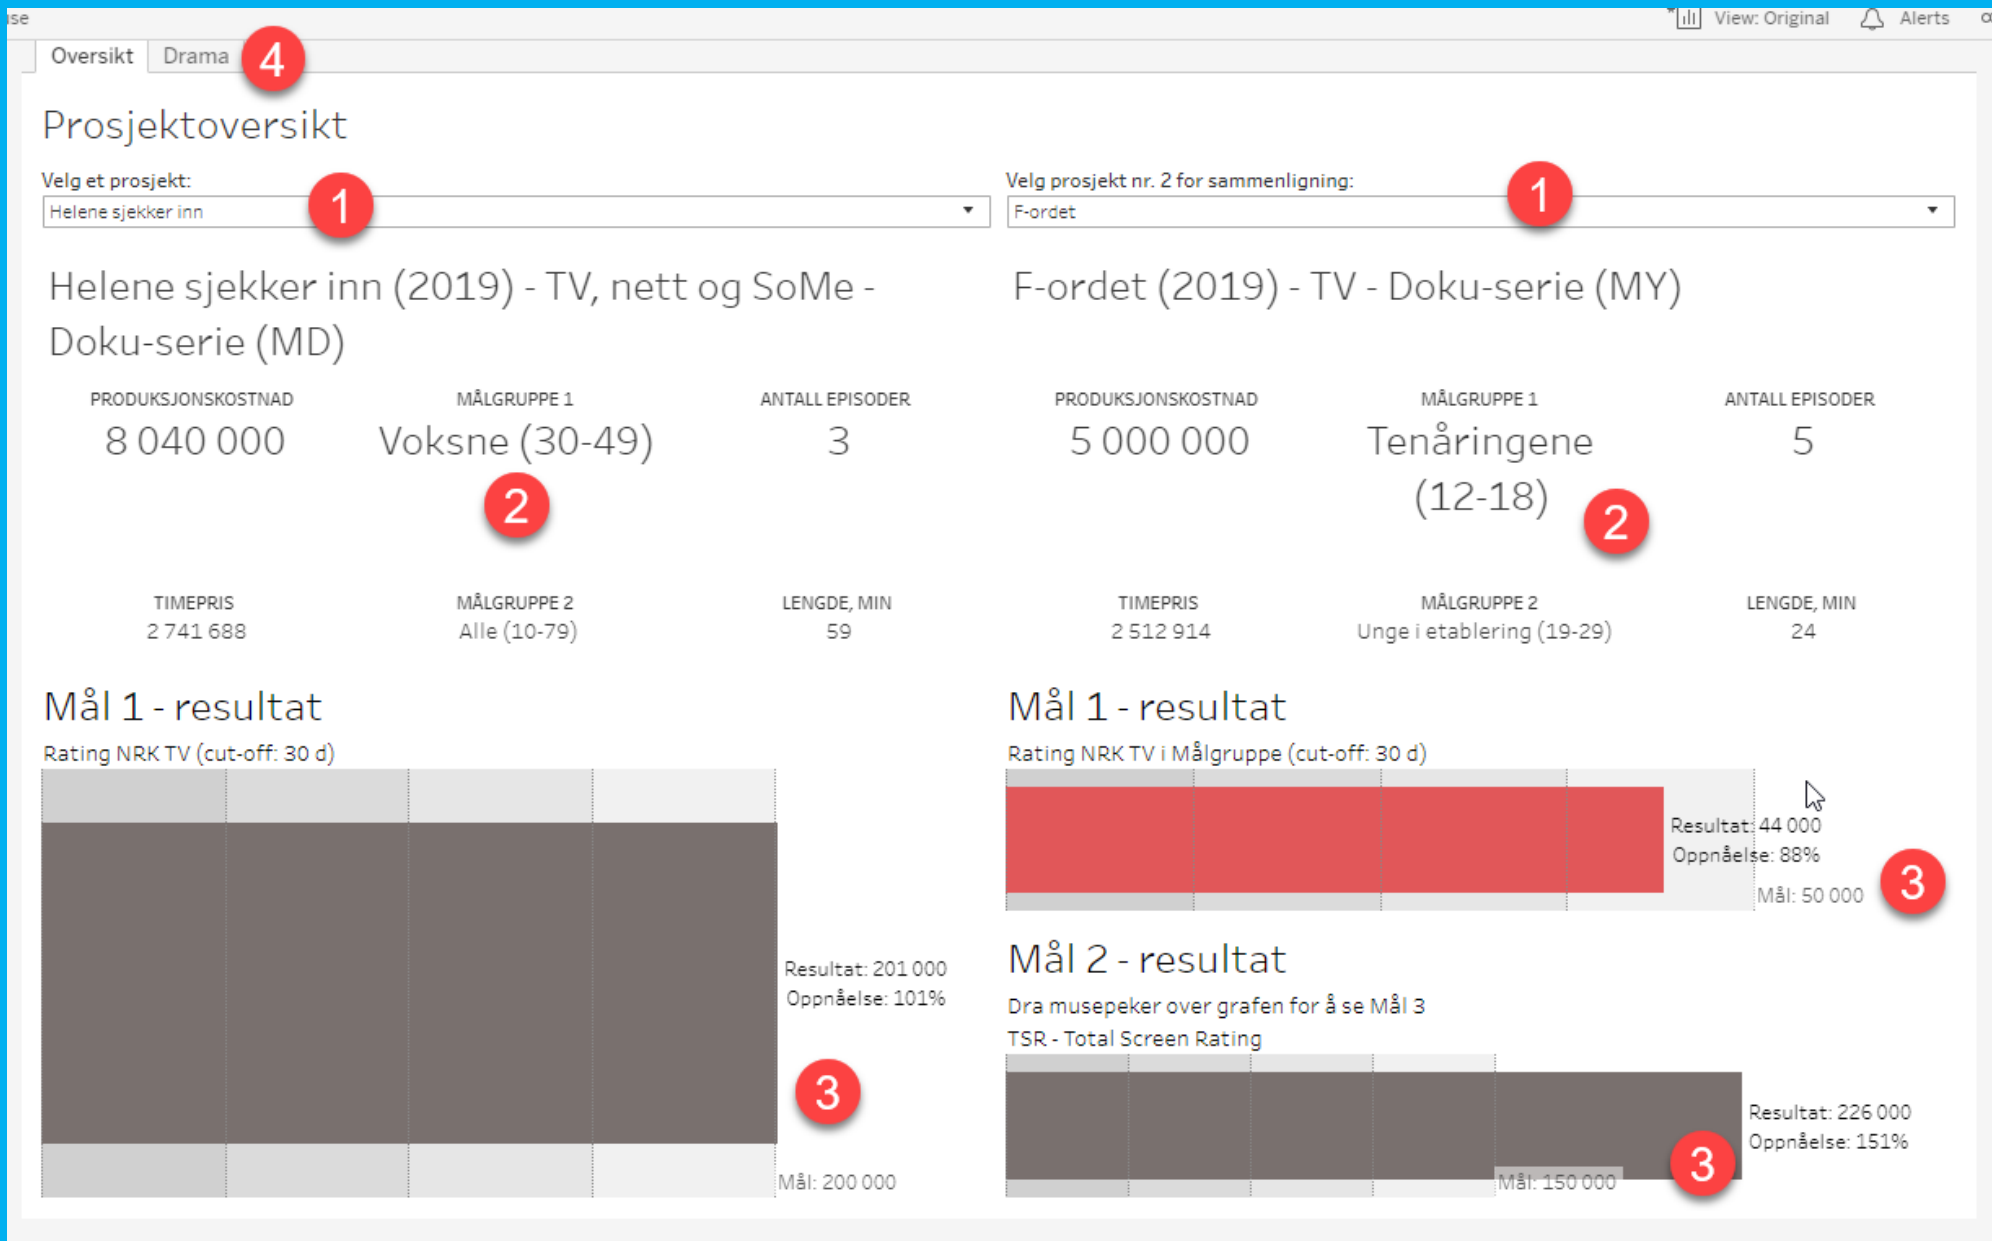 View: Original
Alerts
Oversikt
Drama
4
Prosjektoversikt
Velg et prosjekt:
Helene sjekker inn
1
Velg prosjekt nr. 2 for sammenligning:
F-ordet
1
Helene sjekker inn (2019) - TV, nett og SoMe -
Doku-serie (MD)
PRODUKSJONSKOSTNAD
8 040 000
MÅLGRUPPE 1
Voksne (30-49)
2
ANTALL EPISODER
3
TIMEPRIS
2 741 688
MÅLGRUPPE 2
Alle (10-79)
LENGDE, MIN
59
Mål 1 - resultat
Rating NRK TV (cut-off: 30 d)
Resultat: 201 000
Oppnåelse: 101%
3
Mål: 200 000
F-ordet (2019) - TV - Doku-serie (MY)
PRODUKSJONSKOSTNAD
5 000 000
MÅLGRUPPE 1
Tenåringene
(12-18)
2
ANTALL EPISODER
5
TIMEPRIS
2 512 914
MÅLGRUPPE 2
Unge i etablering (19-29)
LENGDE, MIN
24
Mål 1 - resultat
Rating NRK TV i Målgruppe (cut-off: 30 d)
Resultat: 44 000
Oppnåelse: 88%
Mål: 50 000
3
Mål 2 - resultat
Dra musepeker over grafen for å se Mål 3
TSR - Total Screen Rating
Resultat: 226 000
Oppnåelse: 151%
3
Mål: 150 000